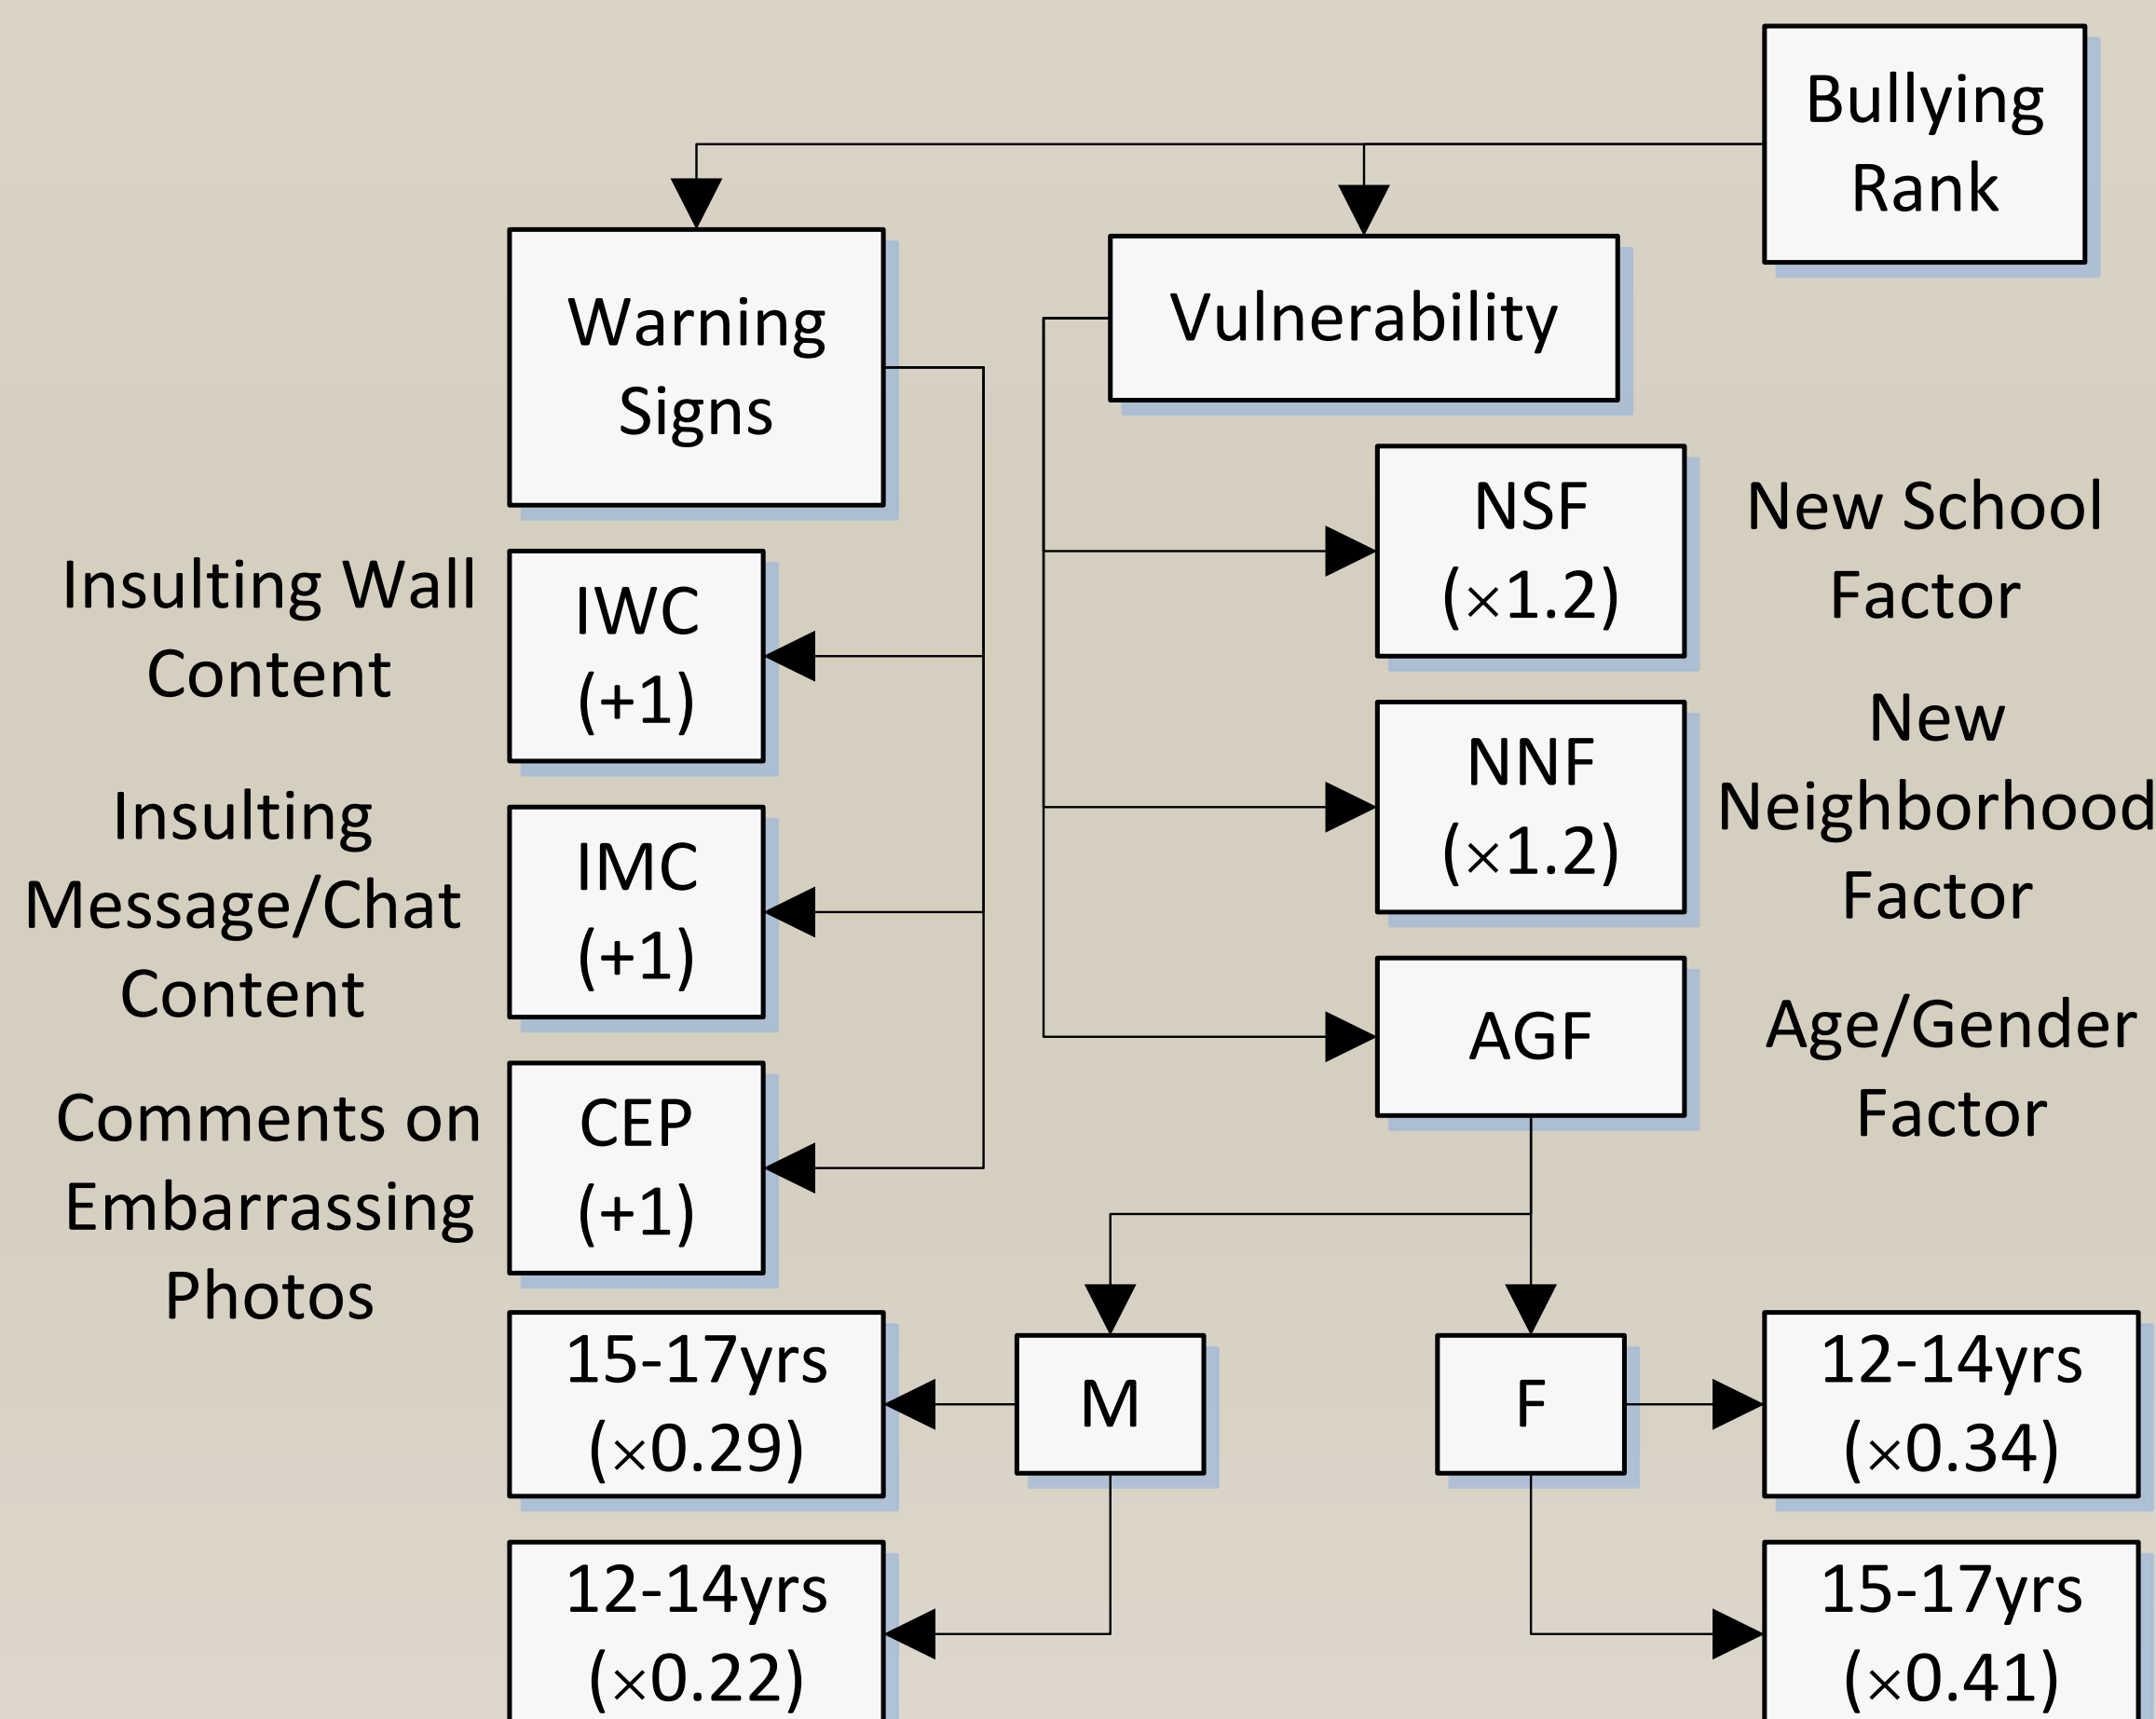 Bullying
Rank
Warning
Signs
Vulnerability
Insulting Wall
Content
IWC
(+1)
Insulting
Message/Chat
Content
IMC
(+1)
Comments on
Embarrassing
Photos
CEP
(+1)
NSF
(×1.2)
New School
Factor
NNF
(×1.2)
New
Neighborhood
Factor
AGF
Age/Gender
Factor
M
15-17yrs
(×0.29)
12-14yrs
(×0.22)
F
12-14yrs
(×0.34)
15-17yrs
(×0.41)